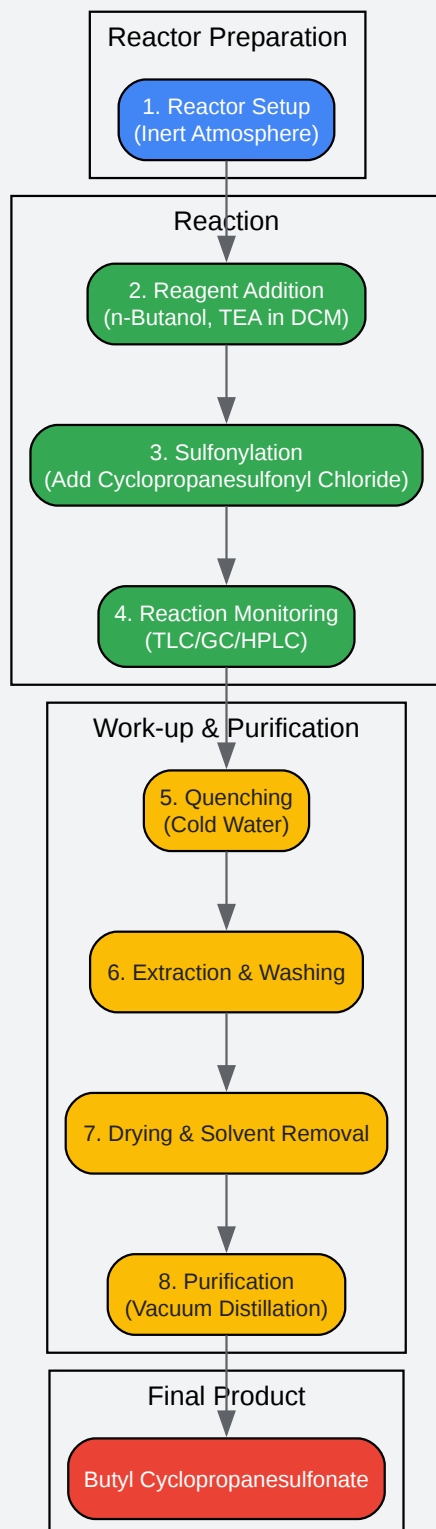 Reactor Preparation
1. Reactor Setup
(Inert Atmosphere)
Reaction
2. Reagent Addition
(n-Butanol, TEA in DCM)
3. Sulfonylation
(Add Cyclopropanesulfonyl Chloride)
4. Reaction Monitoring
(TLC/GC/HPLC)
Work-up & Purification
5. Quenching
(Cold Water)
6. Extraction & Washing
7. Drying & Solvent Removal
8. Purification
(Vacuum Distillation)
Final Product
Butyl Cyclopropanesulfonate